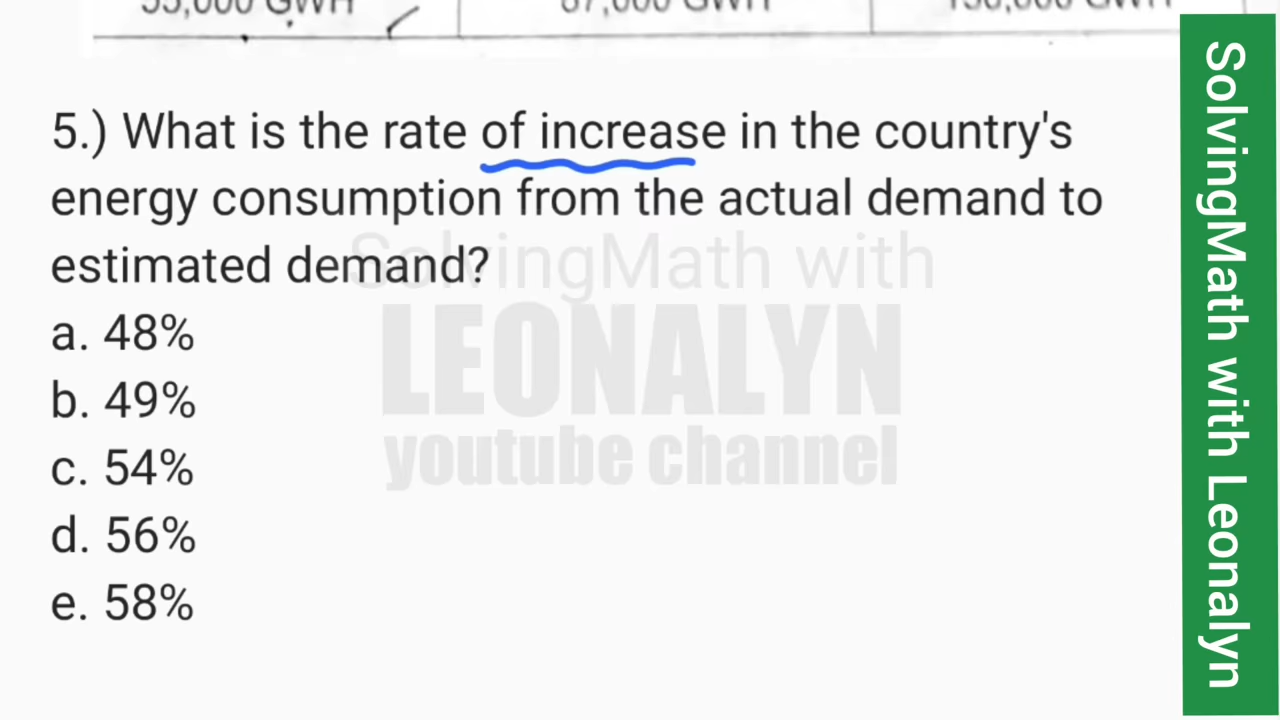 5.) What is the rate of increase in the country's
energy consumption from the actual demand to
estimated demand?
a. 48%
b. 49%
c. 54%
d. 56%
e. 58%
SolvingMath with
LEONALYN
youtube channel
SolvingMath with Leonalyn